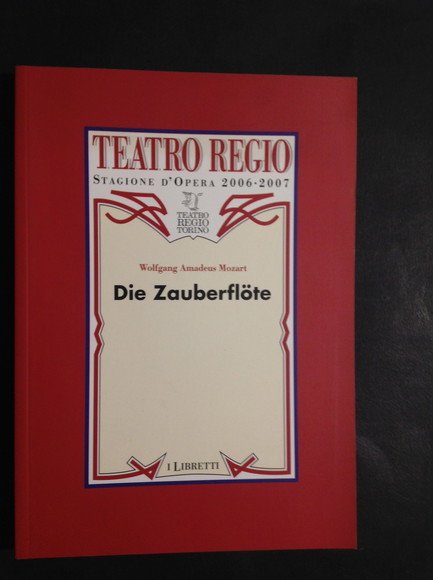 TEATRO REGIO
STAGIONE D'OPERA 2006-2007
TEATRO
REGIO
TORINO
Wolfgang Amadeus Mozart
Die Zauberflöte
I LIBRETTI